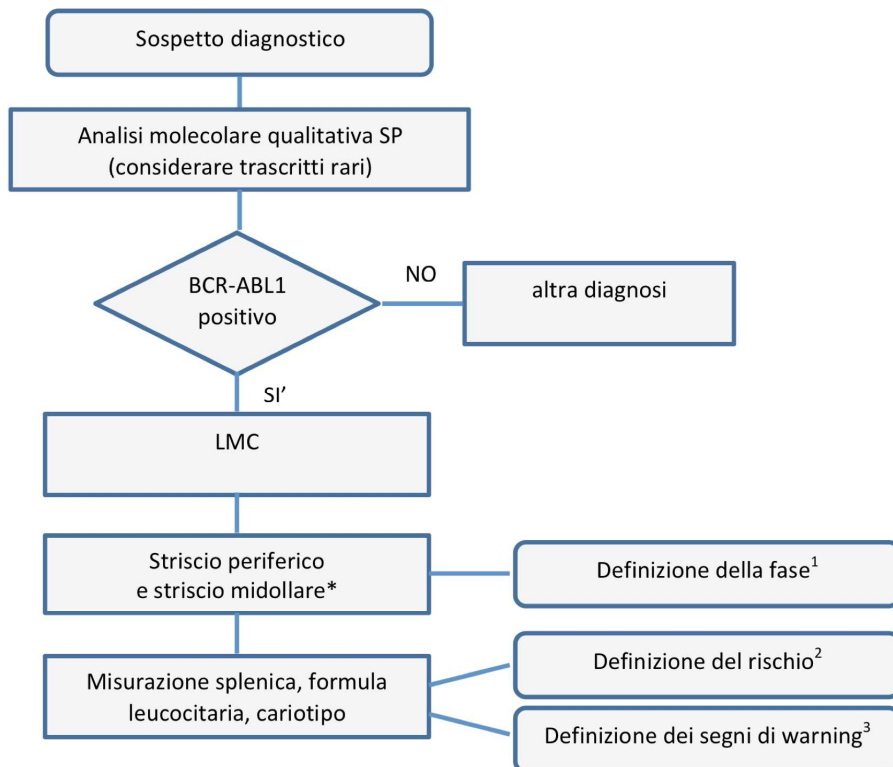 Sospetto diagnostico
Analisi molecolare qualitativa SP
(considerare trascritti rari)
BCR-ABL1
positivo
NO
altra diagnosi
SI’
LMC
Striscio periferico
e striscio midollare*
Definizione della fase¹
Misurazione splenica, formula
leucocitaria, cariotipo
Definizione del rischio²
Definizione dei segni di warning³